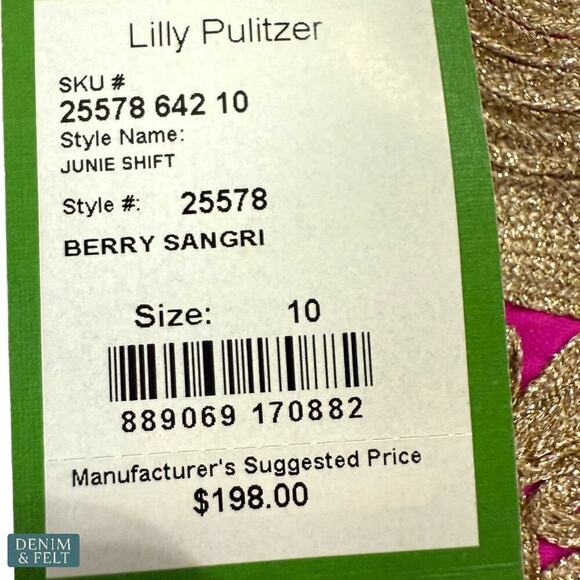 Lilly Pulitzer
SKU #
25578 642 10
Style Name:
JUNIE SHIFT
Style #: 25578
BERRY SANGRI
Size: 10
889069 170882
Manufacturer's Suggested Price
$198.00
DENIM
& FELT